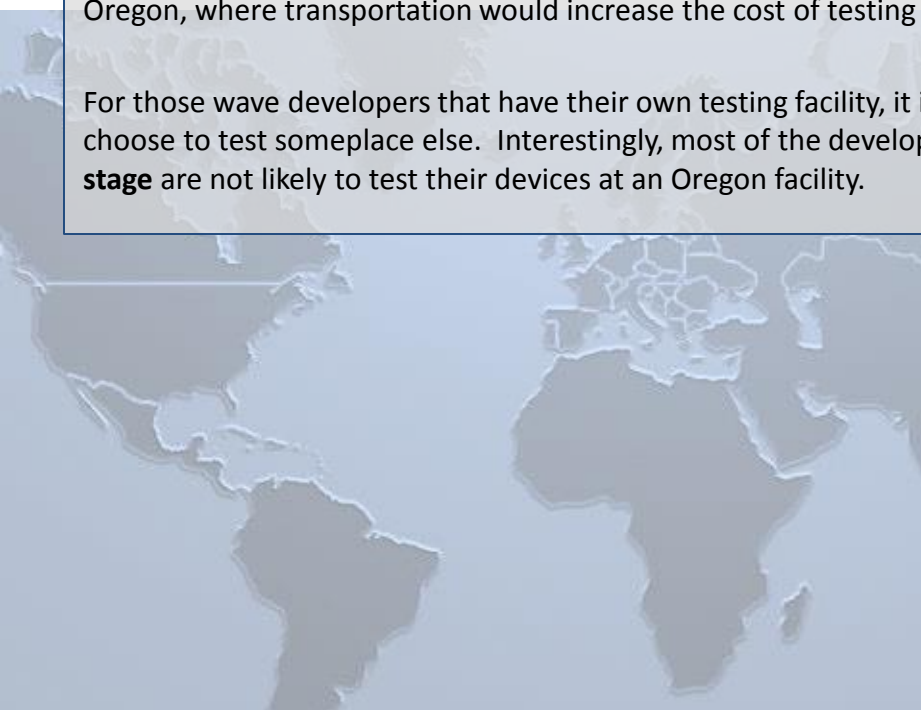 Oregon, where transportation would increase the cost of testing
For those wave developers that have their own testing facility, it
choose to test someplace else.  Interestingly, most of the
stage are not likely to test their devices at an Oregon facility.